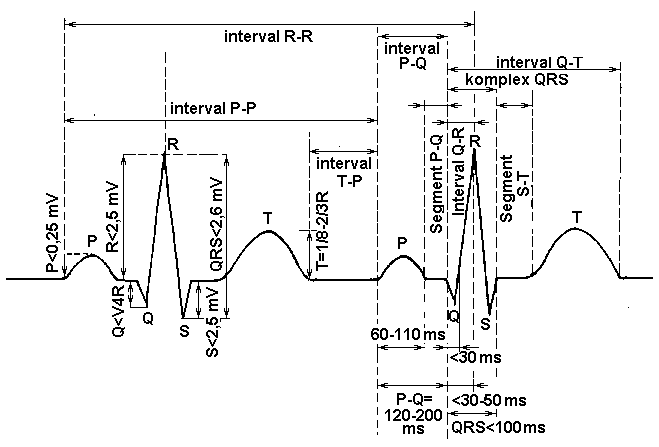 interval R-R
interval
P-Q
interval Q-T
komplex QRS
interval P-P
R
R
interval
T-P
Segment P-Q
Interval Q-R
Segment
S-T
P<0,25 mV
R<2,5 mV
QRS<2,6 mV
T=1/8-2/3R
P
T
P
T
Q<V4R
Q
S
S<2,5 mV
Q
S
60-110 ms
<30 ms
P-Q=
120-200
ms
<30-50 ms
QRS<100ms